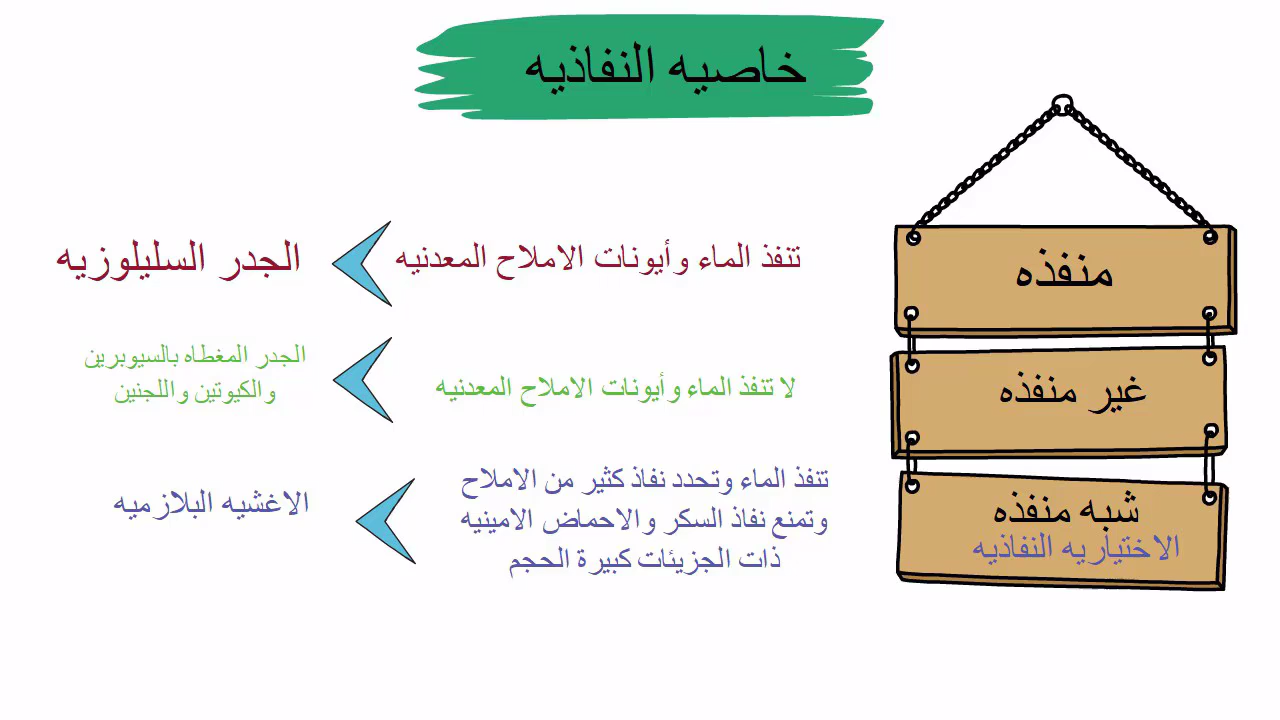 خاصيه النفاذيه
منفذه
تنفذ الماء وأيونات الاملاح المعدنيه
الجدر السليلوزيه
غير منفذه
لا تنفذ الماء وأيونات الاملاح المعدنيه
الجدر المغطاه بالسيوبرين
والكيوتين واللجنين
شبه منفذه
الاختياريه النفاذيه
تنفذ الماء وتحدد نفاذ كثير من الاملاح
وتمنع نفاذ السكر والاحماض الامينيه
ذات الجزيئات كبيرة الحجم
الاغشيه البلازميه